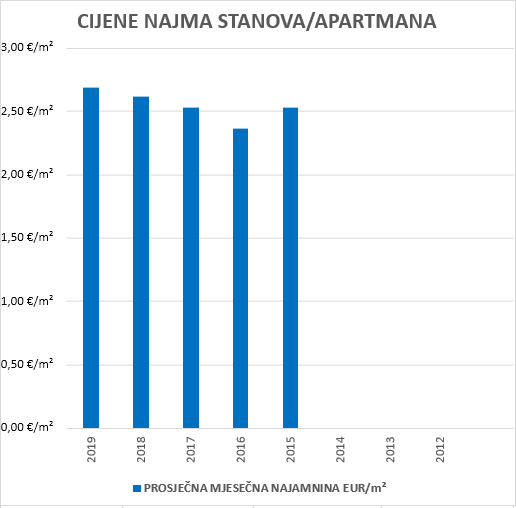 CIJENE NAJMA STANOVA/APARTMANA
3,00 €/m²
2,50 €/m²
2,00 €/m²
1,50 €/m²
1,00 €/m²
0,50 €/m²
0,00 €/m²
2019
2018
2017
2016
2015
2014
2013
2012
PROSJEČNA MJESEČNA NAJAMNINA EUR/m²